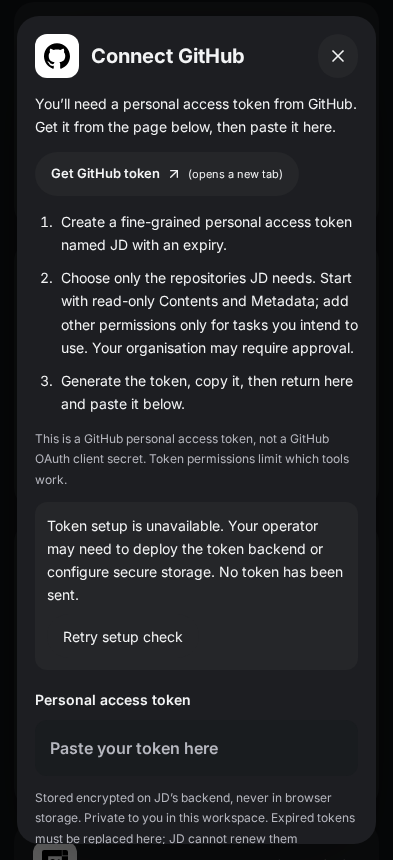 Connect GitHub
You’ll need a personal access token from GitHub.
Get it from the page below, then paste it here.
Get GitHub token ↗ (opens a new tab)
1. Create a fine-grained personal access token
named JD with an expiry.
2. Choose only the repositories JD needs. Start
with read-only Contents and Metadata; add
other permissions only for tasks you intend to
use. Your organisation may require approval.
3. Generate the token, copy it, then return here
and paste it below.
This is a GitHub personal access token, not a GitHub
OAuth client secret. Token permissions limit which tools
work.
Token setup is unavailable. Your operator
may need to deploy the token backend or
configure secure storage. No token has been
sent.
Retry setup check
Personal access token
Paste your token here
Stored encrypted on JD’s backend, never in browser
storage. Private to you in this workspace. Expired tokens
must be replaced here; JD cannot renew them